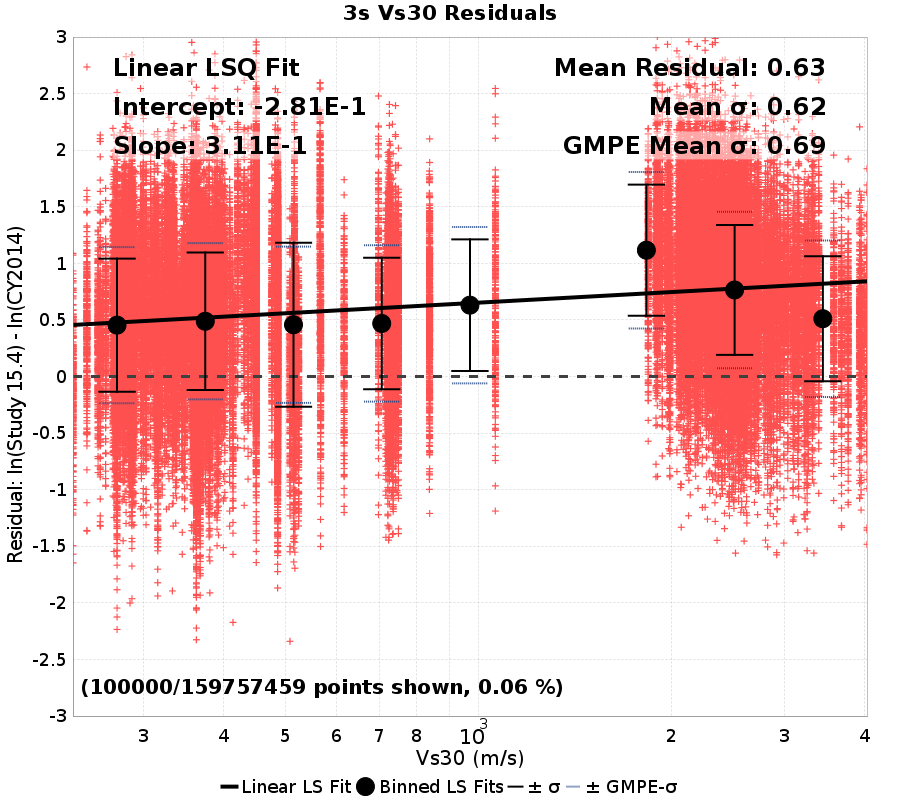 3s Vs30 Residuals
Linear LSQ Fit
Intercept: -2.81E-1
Slope: 3.11E-1
Mean Residual: 0.63
Mean σ: 0.62
GMPE Mean σ: 0.69
Residual: ln(Study 15.4) - ln(CY2014)
3
2.5
2
1.5
1
0.5
0
-0.5
-1
-1.5
-2
-2.5
-3
(100000/159757459 points shown, 0.06 %)
3 4 5 6 7 8 10³ 2 3 4
Vs30 (m/s)
Linear LS Fit Binned LS Fits ± σ ± GMPE-σ